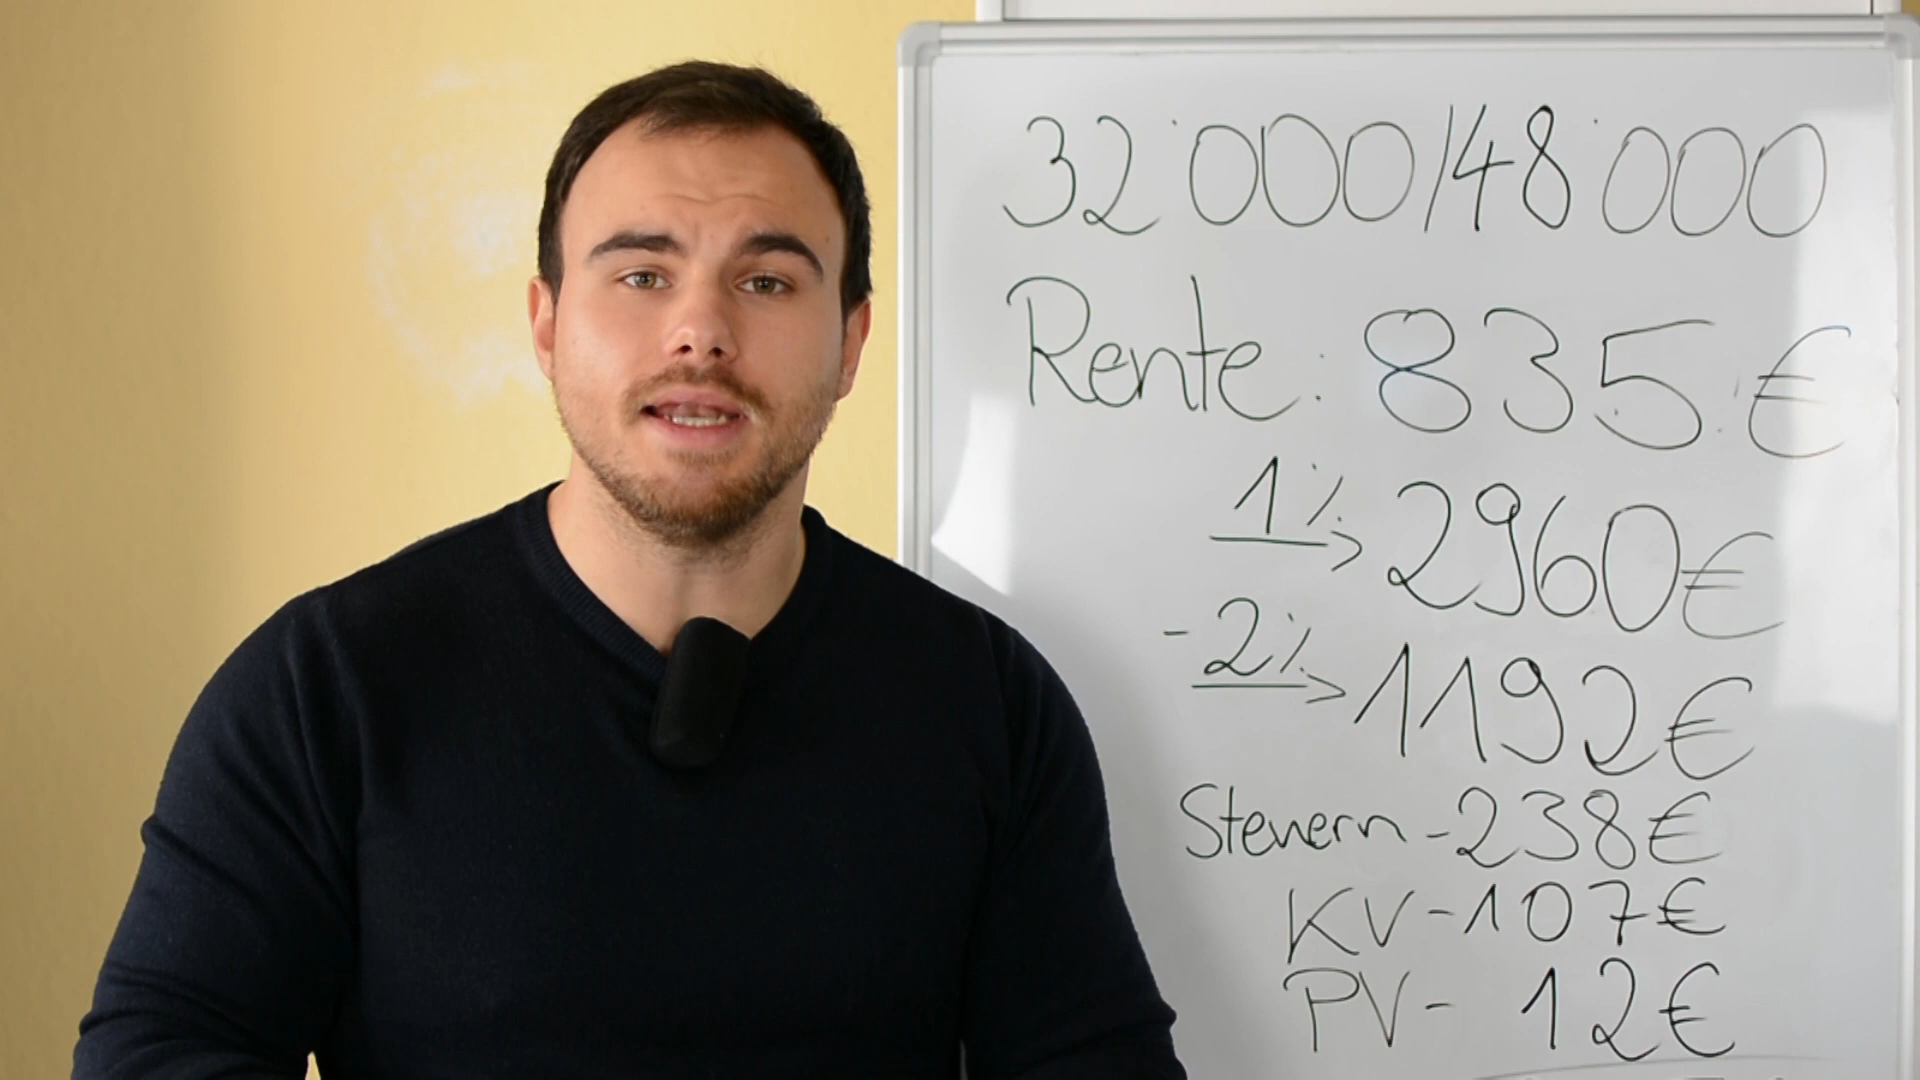 32'000/48'000
Rente: 835.€
1% → 2960€
-2% → 1192€
Steuern -238€
KV -107€
PV - 12€